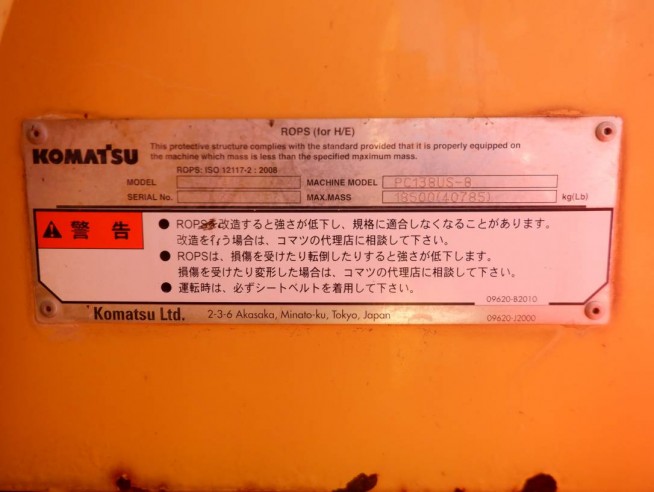 ROPS (for H/E)
KOMATSU
This protective structure complies with the standard provided that it is properly equipped on
the machine which mass is less than the specified maximum mass.
ROPS: ISO 12117-2 : 2008
MODEL MACHINE MODEL PC138US-8
SERIAL No. MAX.MASS 18500(40785) kg(Lb)
警告
● ROPSを改造すると強さが低下し、規格に適合しなくなることがあります。
改造を行う場合は、コマツの代理店に相談して下さい。
● ROPSは、損傷を受けたり転倒したりすると強さが低下します。
損傷を受けたり変形した場合は、コマツの代理店に相談して下さい。
● 運転時は、必ずシートベルトを着用して下さい。
09620-B2010
Komatsu Ltd. 2-3-6 Akasaka, Minato-ku, Tokyo, Japan 09620-J2000